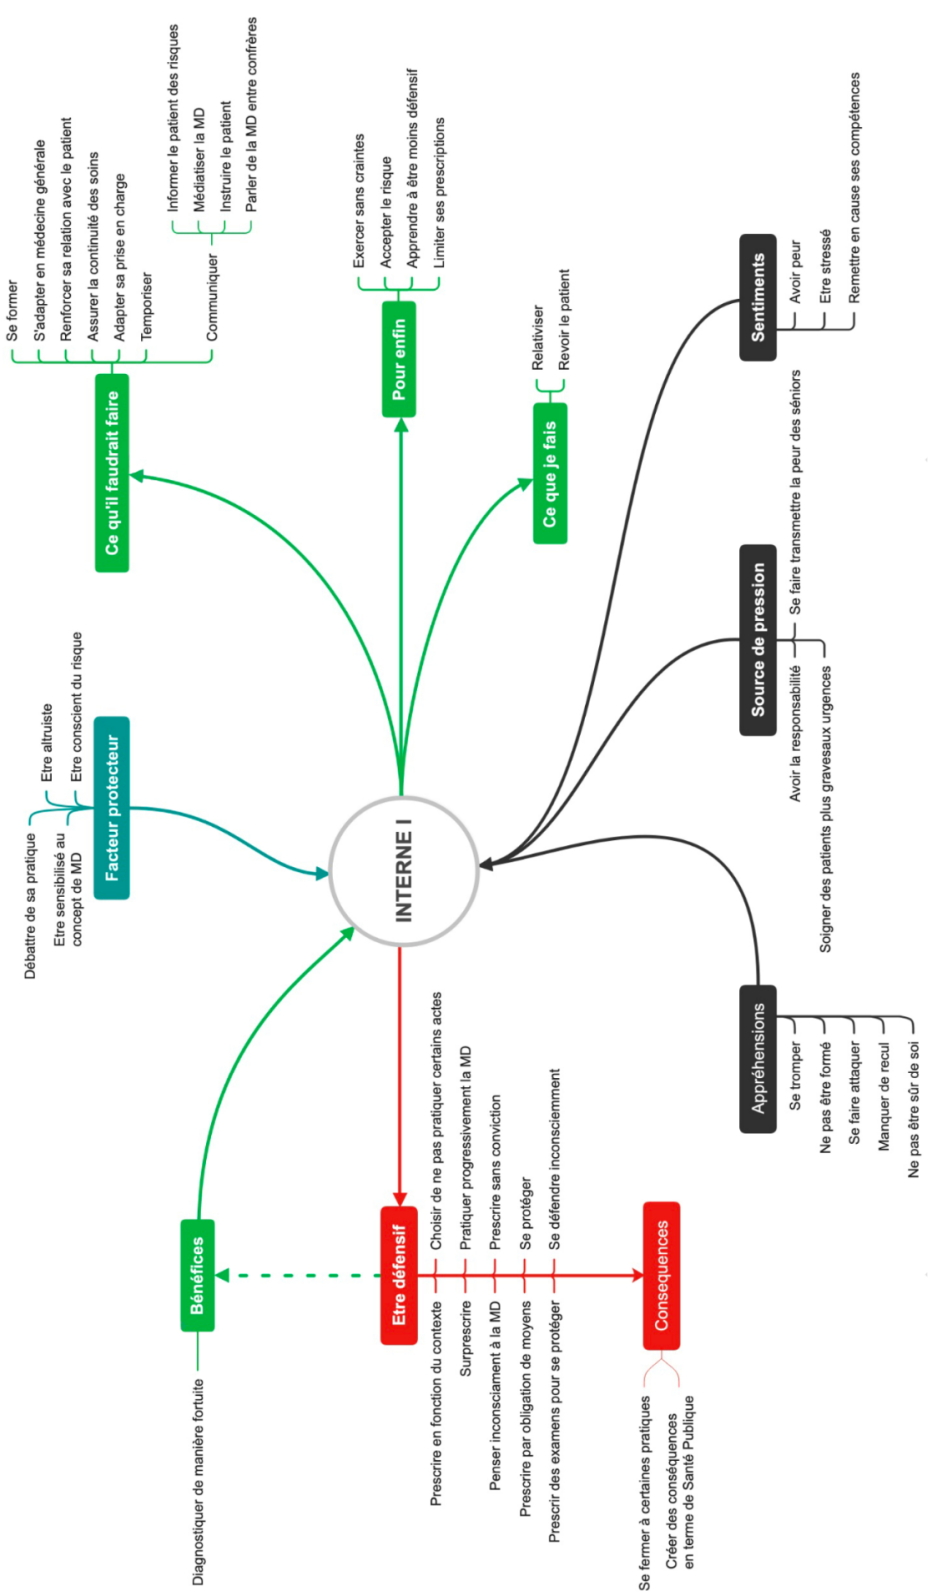 Diagnostiquer de manière fortuite
Bénéfices
Débattre de sa pratique
Etre sensibilisé au
concept de MD
Etre altruiste
Etre conscient du risque
Facteur protecteur
Ce qu'il faudrait faire
Se former
S'adapter en médecine générale
Renforcer sa relation avec le patient
Assurer la continuité des soins
Adapter sa prise en charge
Temporiser
Communiquer
Informer le patient des risques
Médiatiser la MD
Instruire le patient
Parler de la MD entre confrères
Pour enfin
Exercer sans craintes
Accepter le risque
Apprendre à être moins défensif
Limiter ses prescriptions
Ce que je fais
Relativiser
Revoir le patient
INTERNE I
Etre défensif
Prescrire en fonction du contexte
Choisir de ne pas pratiquer certains actes
Surprescrire
Pratiquer progressivement la MD
Penser inconsciament à la MD
Prescrire sans conviction
Prescrire par obligation de moyens
Se protéger
Prescrir des examens pour se protéger
Se défendre inconsciemment
Consequences
Se fermer à certaines pratiques
Créer des conséquences
en terme de Santé Publique
Appréhensions
Se tromper
Ne pas être formé
Se faire attaquer
Manquer de recul
Ne pas être sûr de soi
Source de pression
Avoir la responsabilité
Se faire transmettre la peur des séniors
Soigner des patients plus gravesaux urgences
Sentiments
Avoir peur
Etre stressé
Remettre en cause ses compétences